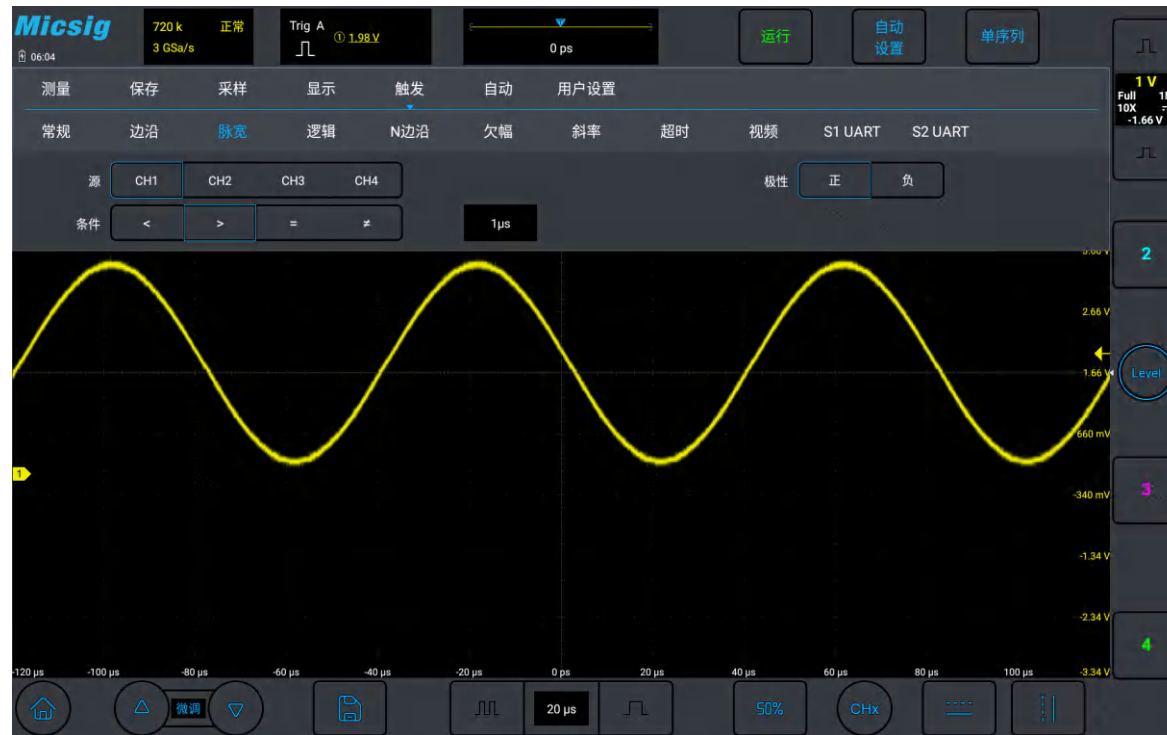 Micsig 720 k 正常 Trig A ① 1.98 V 0 ps 运行 自动设置 单序列
06:04 3 GSa/s
测量 保存 采样 显示 触发 自动 用户设置
1 V
Full
10X
-1.66 V
常规 边沿 脉宽 逻辑 N边沿 欠幅 斜率 超时 视频 S1 UART S2 UART
源 CH1 CH2 CH3 CH4 极性 正 负
条件 < > = ≠ 1μs
2
2.66 V
1.66 V Level
660 mV
1
-340 mV 3
-1.34 V
-2.34 V
4
-120 μs -100 μs -80 μs -60 μs -40 μs -20 μs 0 ps 20 μs 40 μs 60 μs 80 μs 100 μs -3.34 V
微调 20 μs 50% CHx